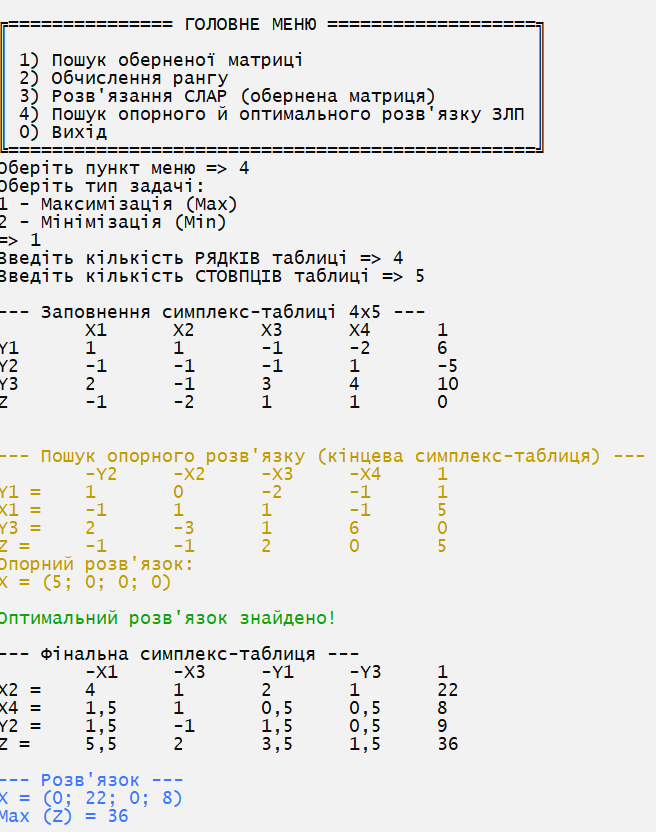 =============== ГОЛОВНЕ МЕНЮ ===================
1) Пошук оберненої матриці
2) Обчислення рангу
3) Розв'язання СЛАР (обернена матриця)
4) Пошук опорного й оптимального розв'язку ЗЛП
0) Вихід
Оберіть пункт меню => 4
Оберіть тип задачі:
1 - Максимізація (Max)
2 - Мінімізація (Min)
=> 1
Введіть кількість РЯДКІВ таблиці => 4
Введіть кількість СТОВПЦІВ таблиці => 5
--- Заповнення симплекс-таблиці 4x5 ---
X1 X2 X3 X4 1
Y1 1 1 -1 -2 6
Y2 -1 -1 -1 1 -5
Y3 2 -1 3 4 10
Z -1 -2 1 1 0
--- Пошук опорного розв'язку (кінцева симплекс-таблиця) ---
-Y2 -X2 -X3 -X4 1
Y1 = 1 0 -2 -1 1
X1 = -1 1 1 -1 5
Y3 = 2 -3 1 6 0
Z = -1 -1 2 0 5
Опорний розв'язок:
X = (5; 0; 0; 0)
Оптимальний розв'язок знайдено!
--- Фінальна симплекс-таблиця ---
-X1 -X3 -Y1 -Y3 1
X2 = 4 1 2 1 22
X4 = 1,5 1 0,5 0,5 8
Y2 = 1,5 -1 1,5 0,5 9
Z = 5,5 2 3,5 1,5 36
--- Розв'язок ---
X = (0; 22; 0; 8)
Max (Z) = 36